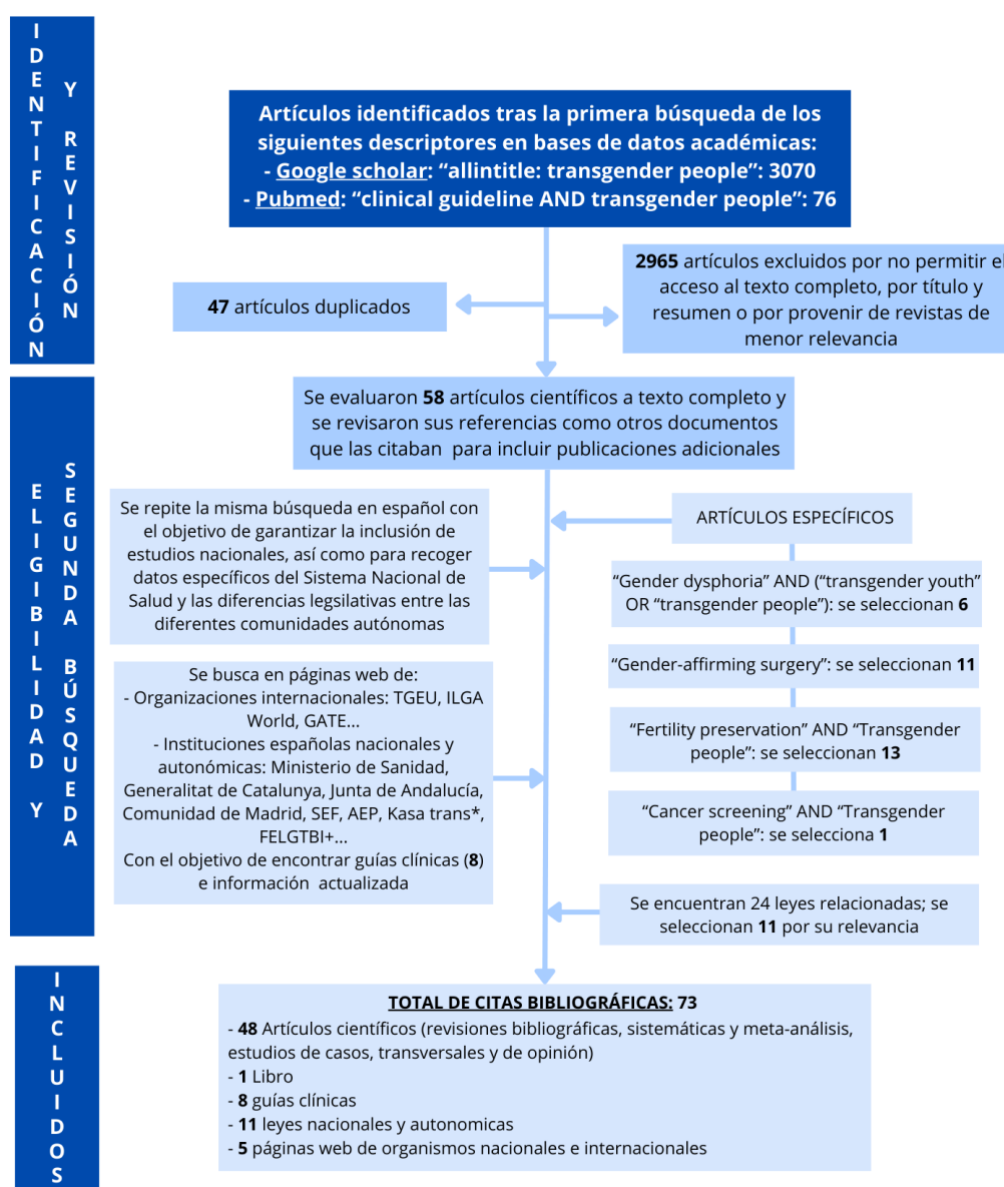 IDENTIFICACIÓN
Y REVISIÓN
Artículos identificados tras la primera búsqueda de los
siguientes descriptores en bases de datos académicas:
- Google scholar: “allintitle: transgender people”: 3070
- Pubmed: “clinical guideline AND transgender people”: 76
47 artículos duplicados
2965 artículos excluidos por no permitir el
acceso al texto completo, por título y
resumen o por provenir de revistas de
menor relevancia
ELIGIBILIDAD Y
SEGUNDA BÚSQUEDA
Se evaluaron 58 artículos científicos a texto completo y
se revisaron sus referencias como otros documentos
que las citaban para incluir publicaciones adicionales
Se repite la misma búsqueda en español con
el objetivo de garantizar la inclusión de
estudios nacionales, así como para recoger
datos específicos del Sistema Nacional de
Salud y las diferencias legsilativas entre las
diferentes comunidades autónomas
ARTÍCULOS ESPECÍFICOS
“Gender dysphoria” AND (“transgender youth”
OR “transgender people”): se seleccionan 6
“Gender-affirming surgery”: se seleccionan 11
“Fertility preservation” AND “Transgender
people”: se seleccionan 13
“Cancer screening” AND “Transgender
people”: se selecciona 1
Se busca en páginas web de:
- Organizaciones internacionales: TGEU, ILGA
World, GATE...
- Instituciones españolas nacionales y
autonómicas: Ministerio de Sanidad,
Generalitat de Catalunya, Junta de Andalucía,
Comunidad de Madrid, SEF, AEP, Kasa trans*,
FELGTBI+...
Con el objetivo de encontrar guías clínicas (8)
e información actualizada
Se encuentran 24 leyes relacionadas; se
seleccionan 11 por su relevancia
INCLUIDOS
TOTAL DE CITAS BIBLIOGRÁFICAS: 73
- 48 Artículos científicos (revisiones bibliográficas, sistemáticas y meta-análisis,
estudios de casos, transversales y de opinión)
- 1 Libro
- 8 guías clínicas
- 11 leyes nacionales y autonomicas
- 5 páginas web de organismos nacionales e internacionales